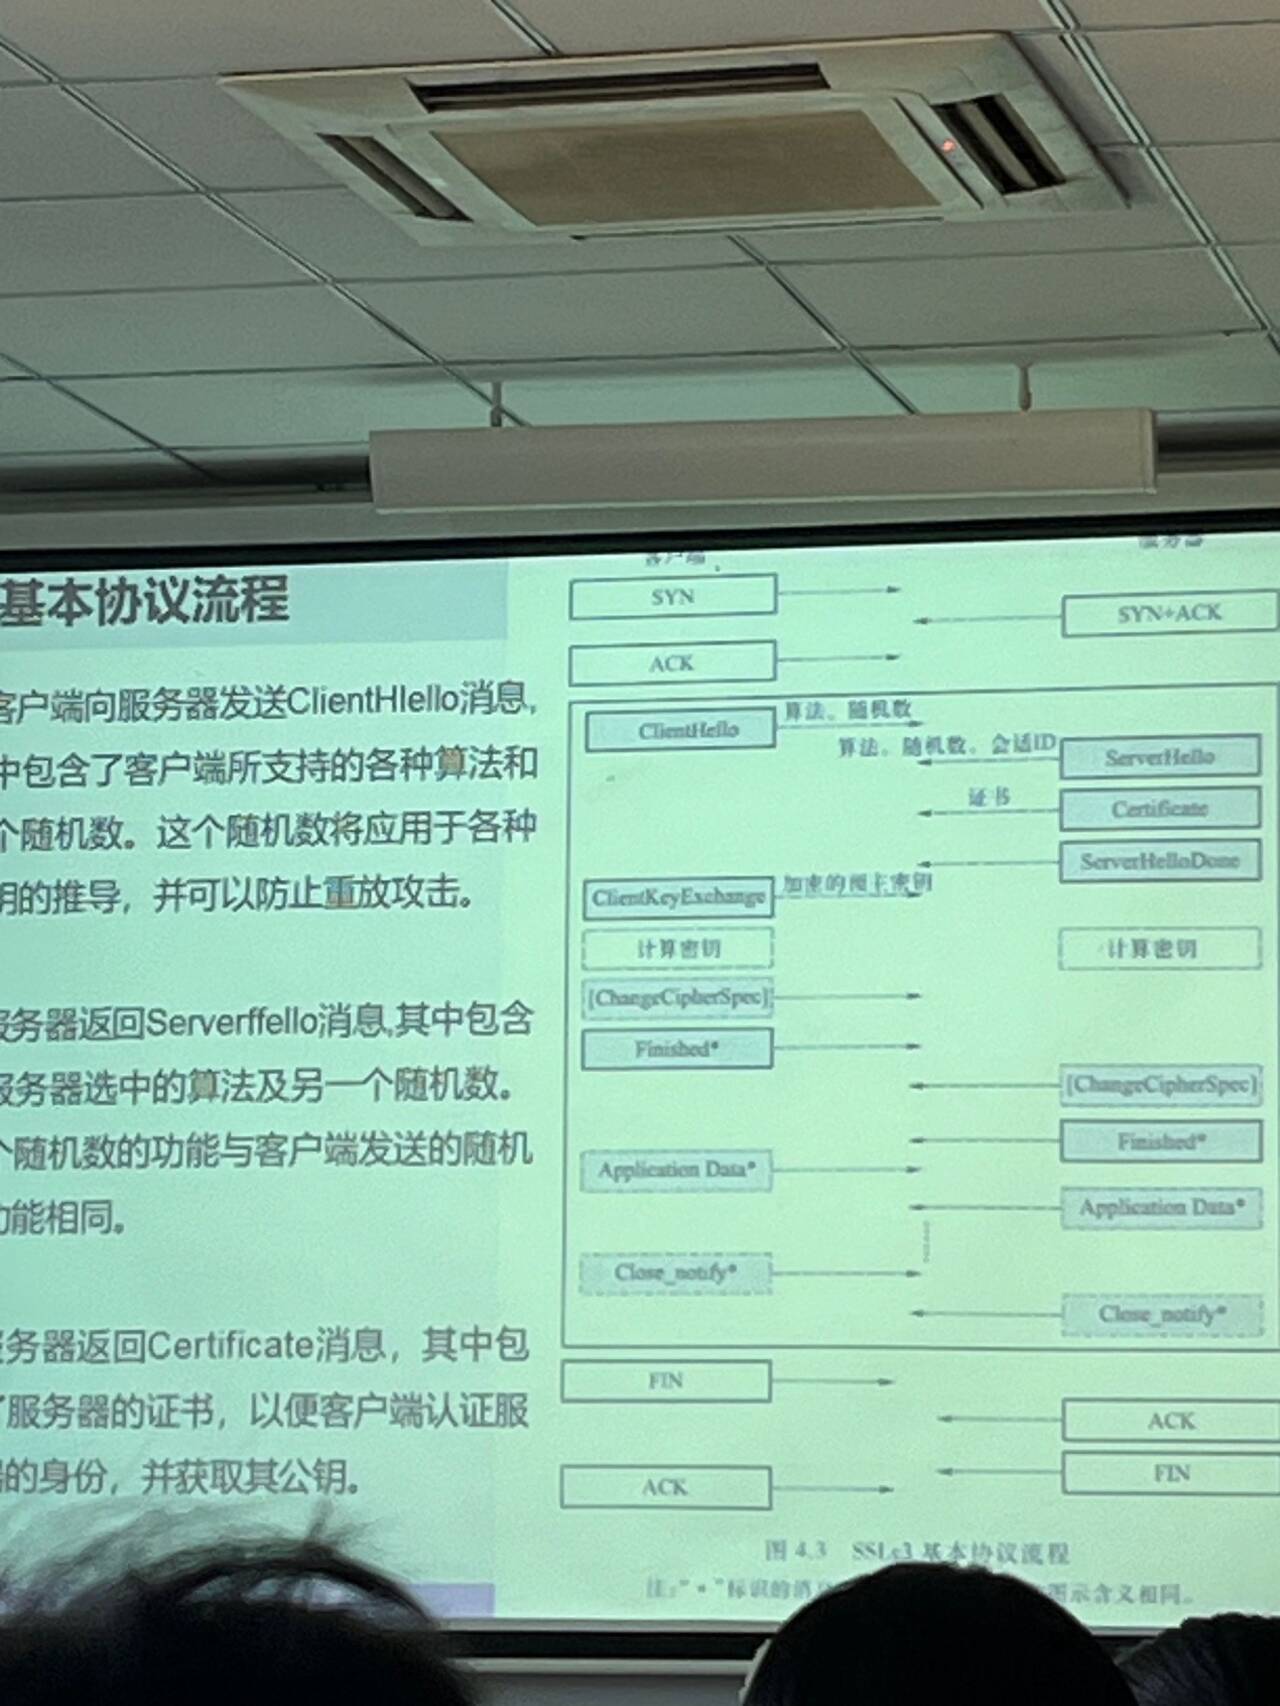 基本协议流程
客户端向服务器发送ClientHlello消息,
中包含了客户端所支持的各种算法和
个随机数。这个随机数将应用于各种
钥的推导，并可以防止重放攻击。
服务器返回Serverffello消息,其中包含
服务器选中的算法及另一个随机数。
个随机数的功能与客户端发送的随机
功能相同。
服务器返回Certificate消息，其中包
了服务器的证书，以便客户端认证服
器的身份，并获取其公钥。
客户端
服务器
SYN
SYN+ACK
ACK
ClientHello
算法、随机数
算法、随机数、会话ID
ServerHello
证书
Certificate
ServerHelloDone
ClientKeyExchange
加密的预主密钥
计算密钥
计算密钥
[ChangeCipherSpec]
Finished*
[ChangeCipherSpec]
Finished*
Application Data*
Application Data*
Close_notify*
Close_notify*
FIN
ACK
FIN
ACK
图 4.3 SSLv3 基本协议流程
注:"*"标识的消 图示含义相同。